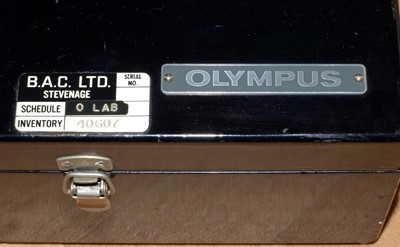 B.A.C. LTD.
STEVENAGE
SERIAL NO.
SCHEDULE O LAB
INVENTORY 40607
OLYMPUS